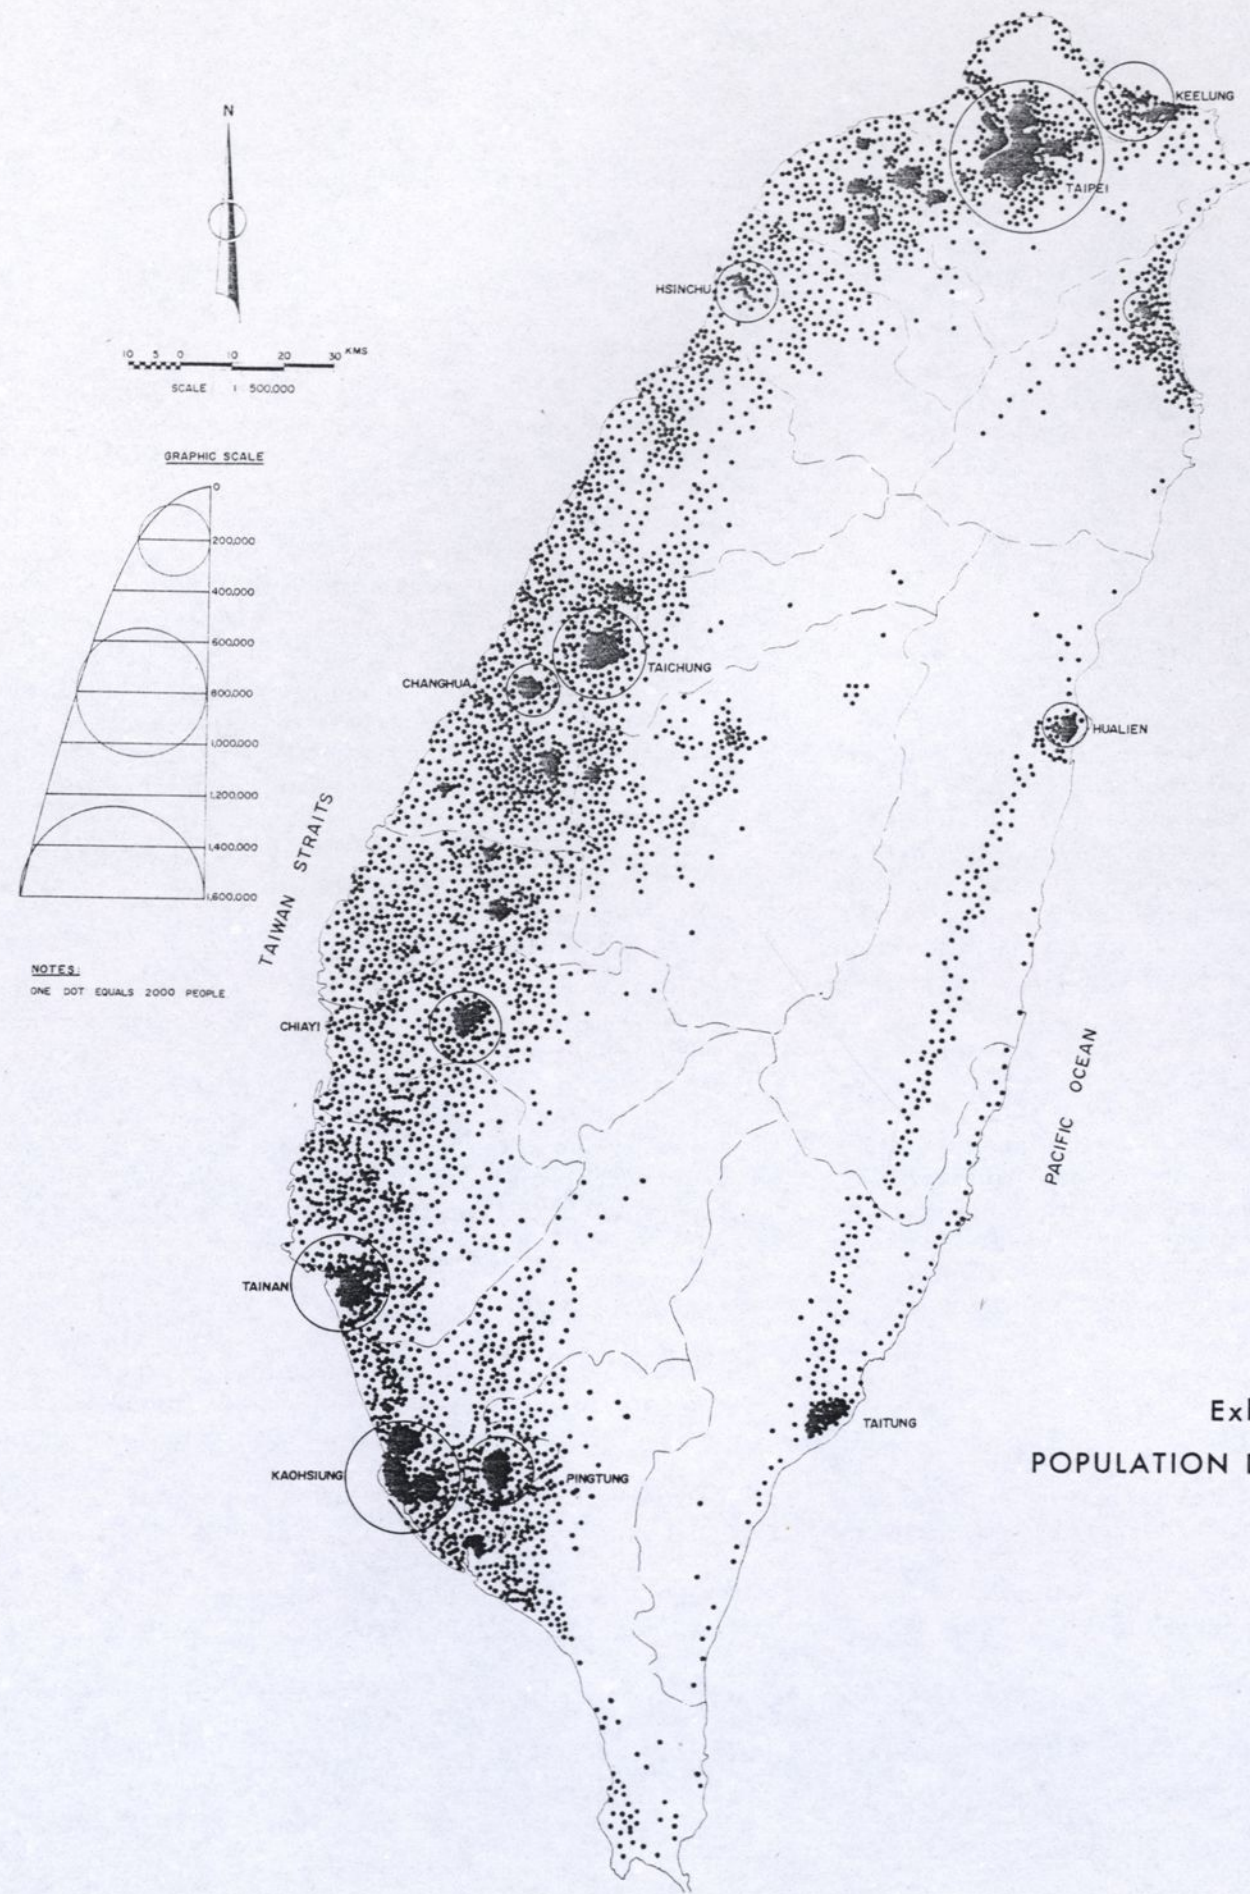 N
KEELUNG
TAIPEI
HSINCHU
10 5 0 10 20 30 KMS
SCALE 1:500,000
GRAPHIC SCALE
0
200,000
400,000
600,000
800,000
1,000,000
1,200,000
1,400,000
1,600,000
TAICHUNG
CHANGHUA
HUALIEN
TAIWAN STRAITS
NOTES:
ONE DOT EQUALS 2000 PEOPLE
CHIAYI
PACIFIC OCEAN
TAINAN
TAITUNG
KAOHSIUNG
PINGTUNG
POPULATION